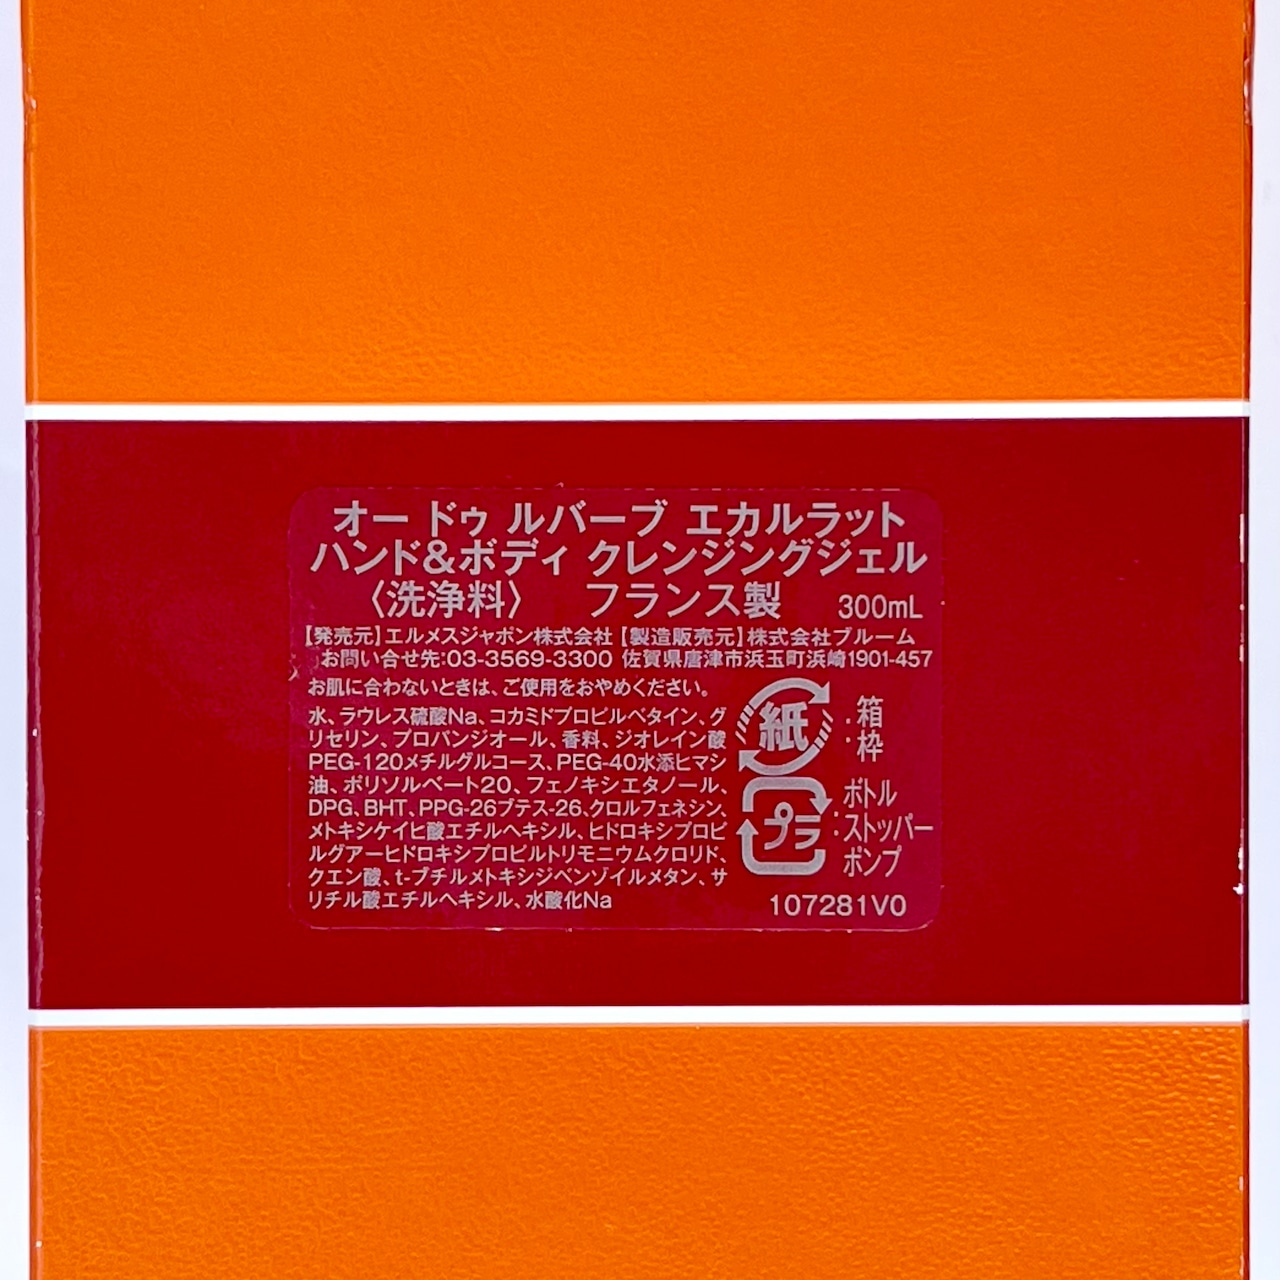 オー ドゥ ルバーブ エカルラット
ハンド&ボディ クレンジングジェル
〈洗浄料〉 フランス製 300mL
【発売元】エルメスジャポン株式会社【製造販売元】株式会社ブルーム
お問い合せ先:03-3569-3300 佐賀県唐津市浜玉町浜崎1901-457
お肌に合わないときは、ご使用をおやめください。
水、ラウレス硫酸Na、コカミドプロピルベタイン、グ
リセリン、プロパンジオール、香料、ジオレイン酸
PEG-120メチルグルコース、PEG-40水添ヒマシ
油、ポリソルベート20、フェノキシエタノール、
DPG、BHT、PPG-26ブテス-26、クロルフェネシン、
メトキシケイヒ酸エチルヘキシル、ヒドロキシプロピ
ルグアーヒドロキシプロピルトリモニウムクロリド、
クエン酸、t-ブチルメトキシジベンゾイルメタン、サ
リチル酸エチルヘキシル、水酸化Na
紙
:箱
:枠
プラ
:ボトル
:ストッパー
:ポンプ
107281V0